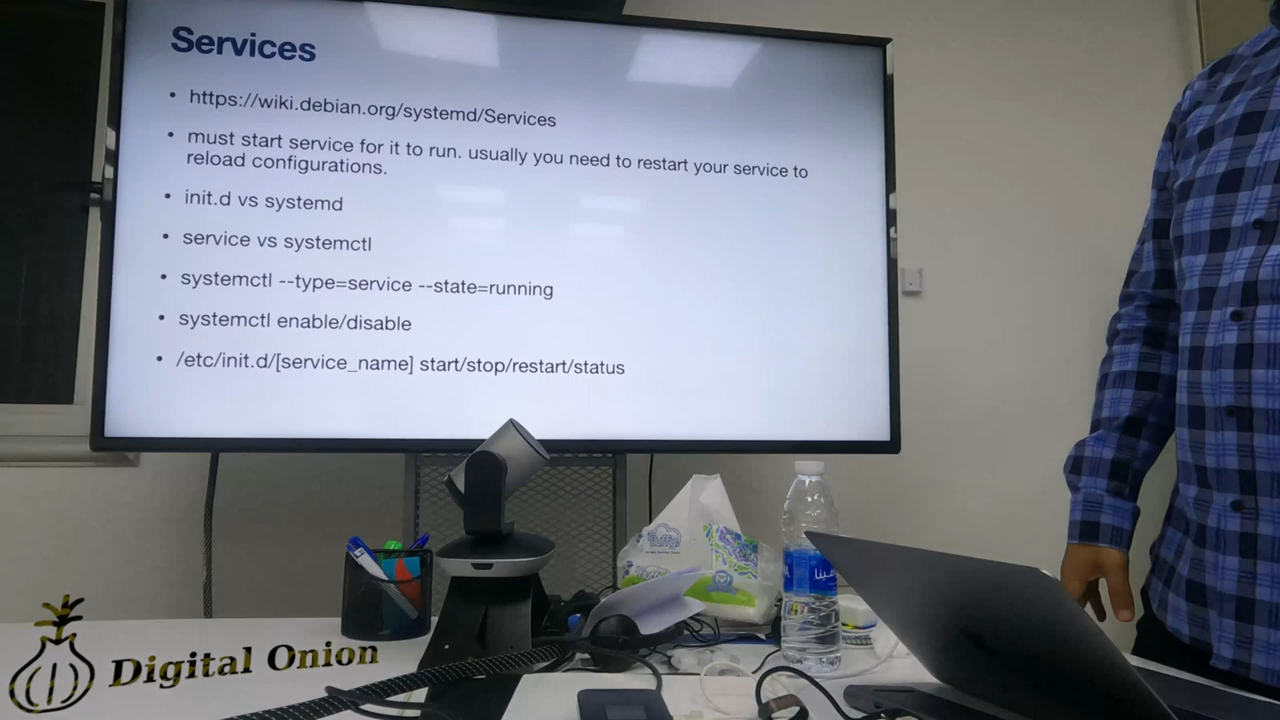 Services
• https://wiki.debian.org/systemd/Services
• must start service for it to run. usually you need to restart your service to
reload configurations.
• init.d vs systemd
• service vs systemctl
• systemctl --type=service --state=running
• systemctl enable/disable
• /etc/init.d/[service_name] start/stop/restart/status
Digital Onion